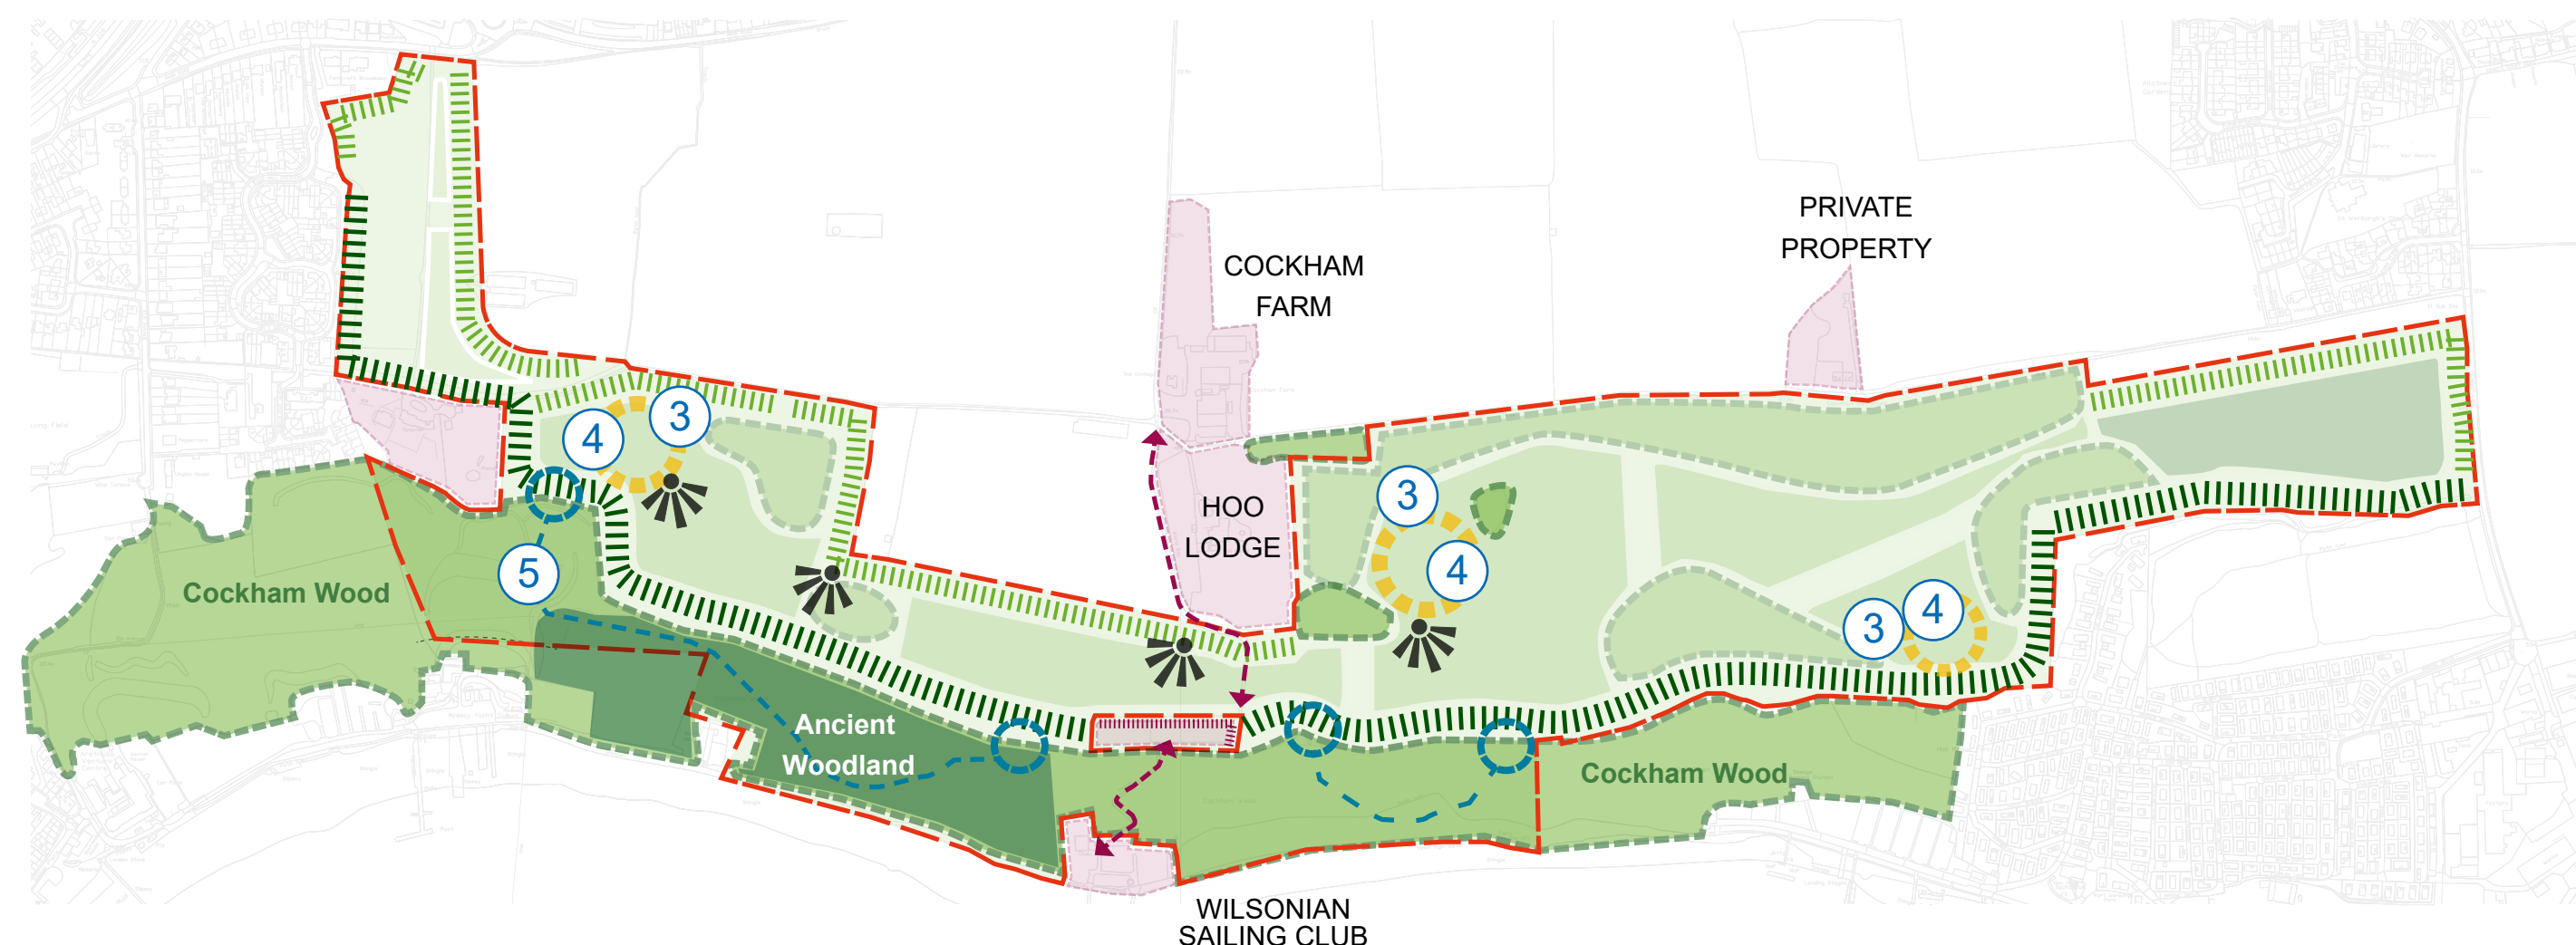 PRIVATE
PROPERTY
COCKHAM
FARM
3
4
3
HOO
LODGE
4
5
Cockham Wood
3
4
Ancient
Woodland
Cockham Wood
WILSONIAN
SAILING CLUB